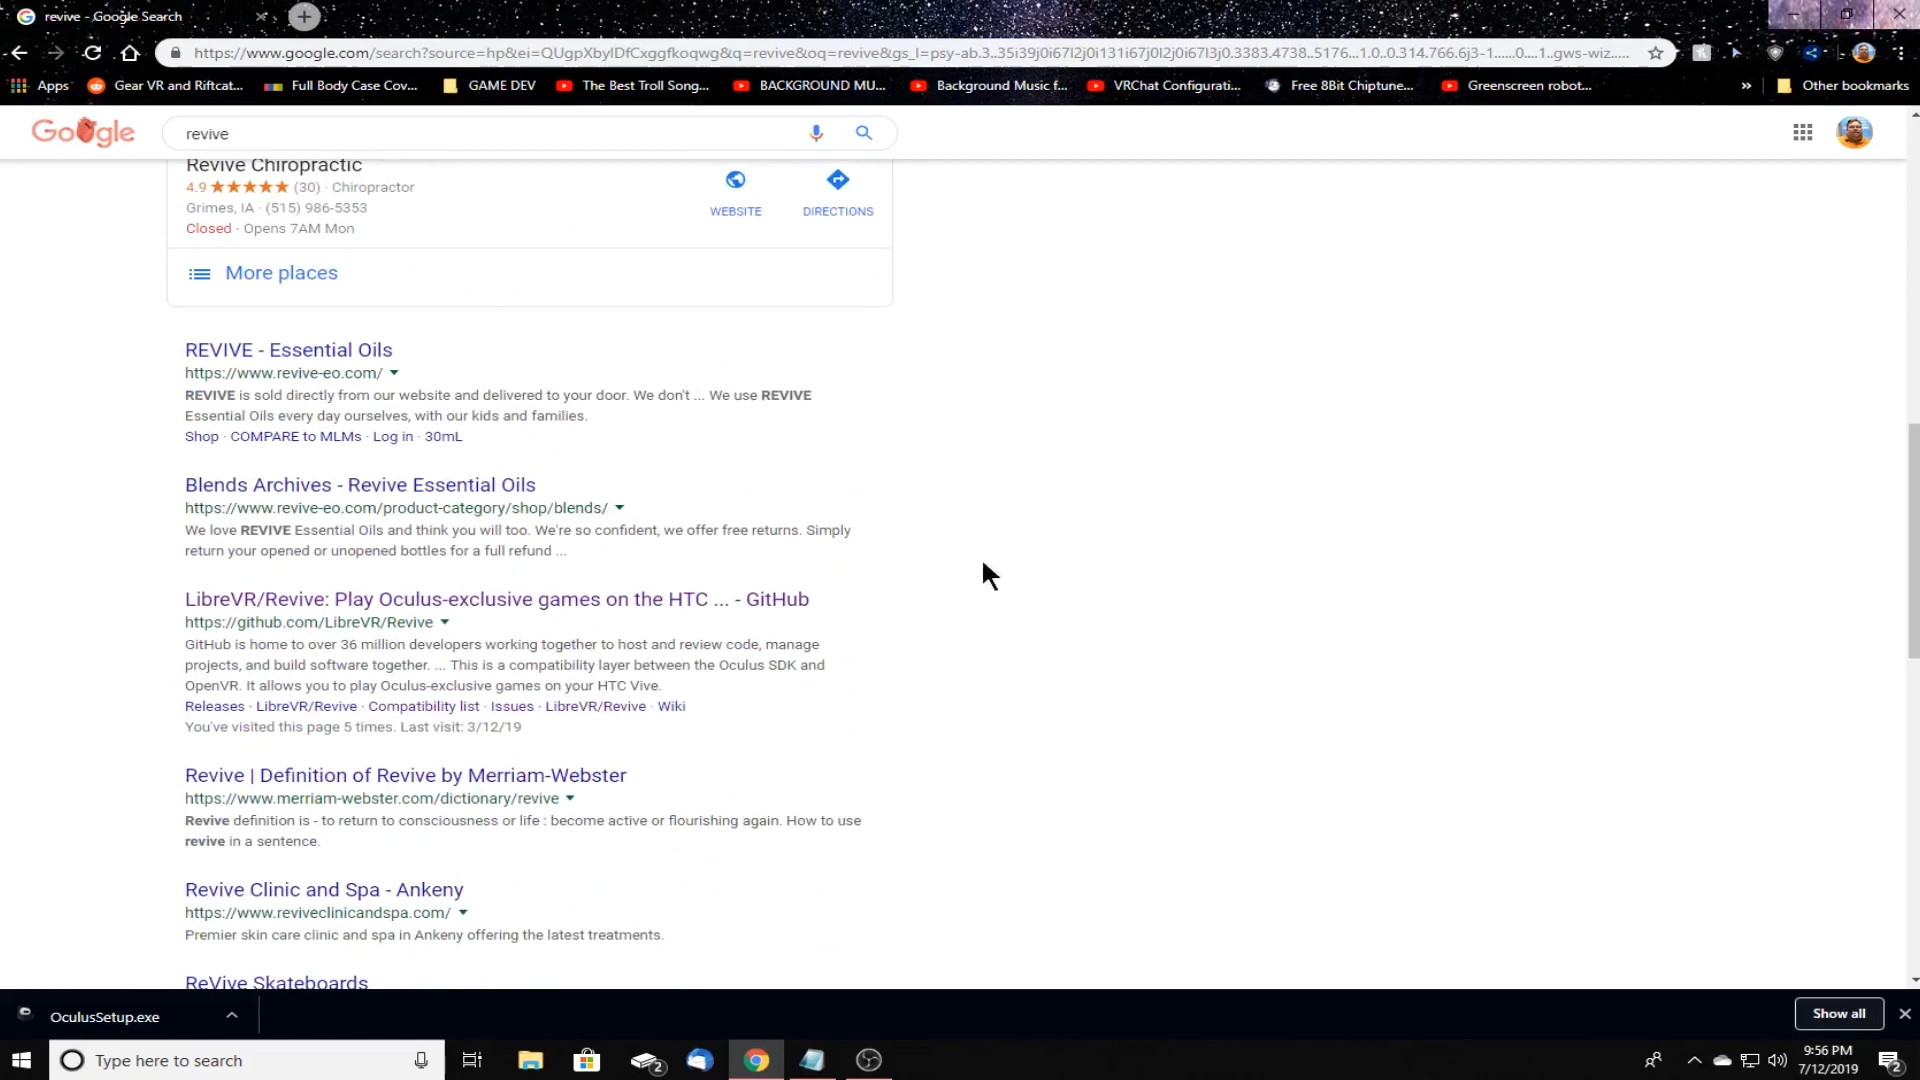 revive - Google Search
https://www.google.com/search?source=hp&ei=QUgpXbylDfCxggfkoqwg&q=revive&oq=revive&gs_l=psy-ab.3..35i39j0i67l2j0i131i67j0l2j0i67l3j0.3383.4738..5176...1.0..0.314.766.6j3-1......0....1..gws-wiz.....
Apps
Gear VR and Riftcat...
Full Body Case Cov...
GAME DEV
The Best Troll Song...
BACKGROUND MU...
Background Music f...
VRChat Configurati...
Free 8Bit Chiptune...
Greenscreen robot...
»
Other bookmarks
Google
revive
Revive Chiropractic
4.9 ★★★★★ (30) · Chiropractor
Grimes, IA · (515) 986-5353
Closed · Opens 7AM Mon
WEBSITE
DIRECTIONS
More places
REVIVE - Essential Oils
https://www.revive-eo.com/
REVIVE is sold directly from our website and delivered to your door. We don't ... We use REVIVE
Essential Oils every day ourselves, with our kids and families.
Shop · COMPARE to MLMs · Log in · 30mL
Blends Archives - Revive Essential Oils
https://www.revive-eo.com/product-category/shop/blends/
We love REVIVE Essential Oils and think you will too. We're so confident, we offer free returns. Simply
return your opened or unopened bottles for a full refund ...
LibreVR/Revive: Play Oculus-exclusive games on the HTC ... - GitHub
https://github.com/LibreVR/Revive
GitHub is home to over 36 million developers working together to host and review code, manage
projects, and build software together. ... This is a compatibility layer between the Oculus SDK and
OpenVR. It allows you to play Oculus-exclusive games on your HTC Vive.
Releases · LibreVR/Revive · Compatibility list · Issues · LibreVR/Revive · Wiki
You've visited this page 5 times. Last visit: 3/12/19
Revive | Definition of Revive by Merriam-Webster
https://www.merriam-webster.com/dictionary/revive
Revive definition is - to return to consciousness or life : become active or flourishing again. How to use
revive in a sentence.
Revive Clinic and Spa - Ankeny
https://www.reviveclinicandspa.com/
Premier skin care clinic and spa in Ankeny offering the latest treatments.
ReVive Skateboards
OculusSetup.exe
Show all
Type here to search
2
9:56 PM
7/12/2019
2